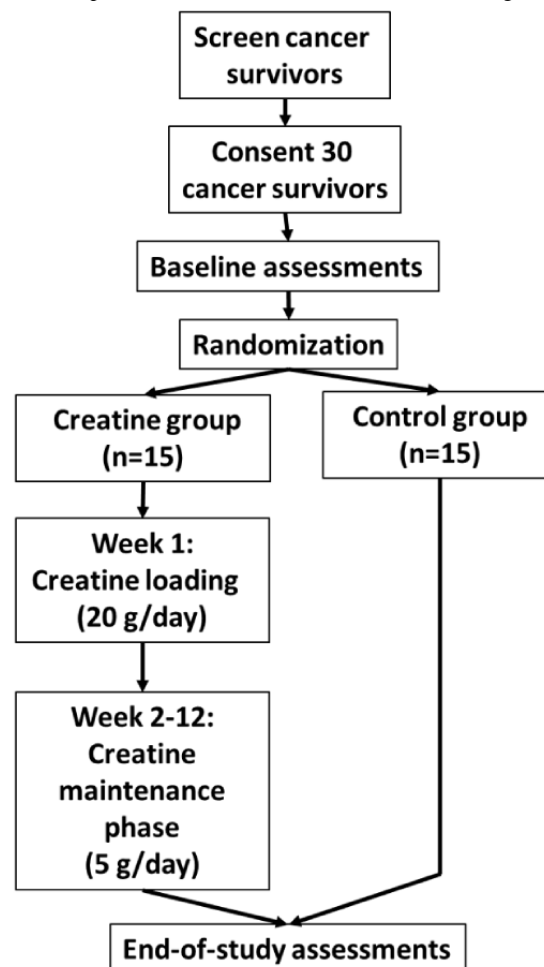 Screen cancer
survivors
Consent 30
cancer survivors
Baseline assessments
Randomization
Creatine group
(n=15)
Control group
(n=15)
Week 1:
Creatine loading
(20 g/day)
Week 2-12:
Creatine
maintenance
phase
(5 g/day)
End-of-study assessments